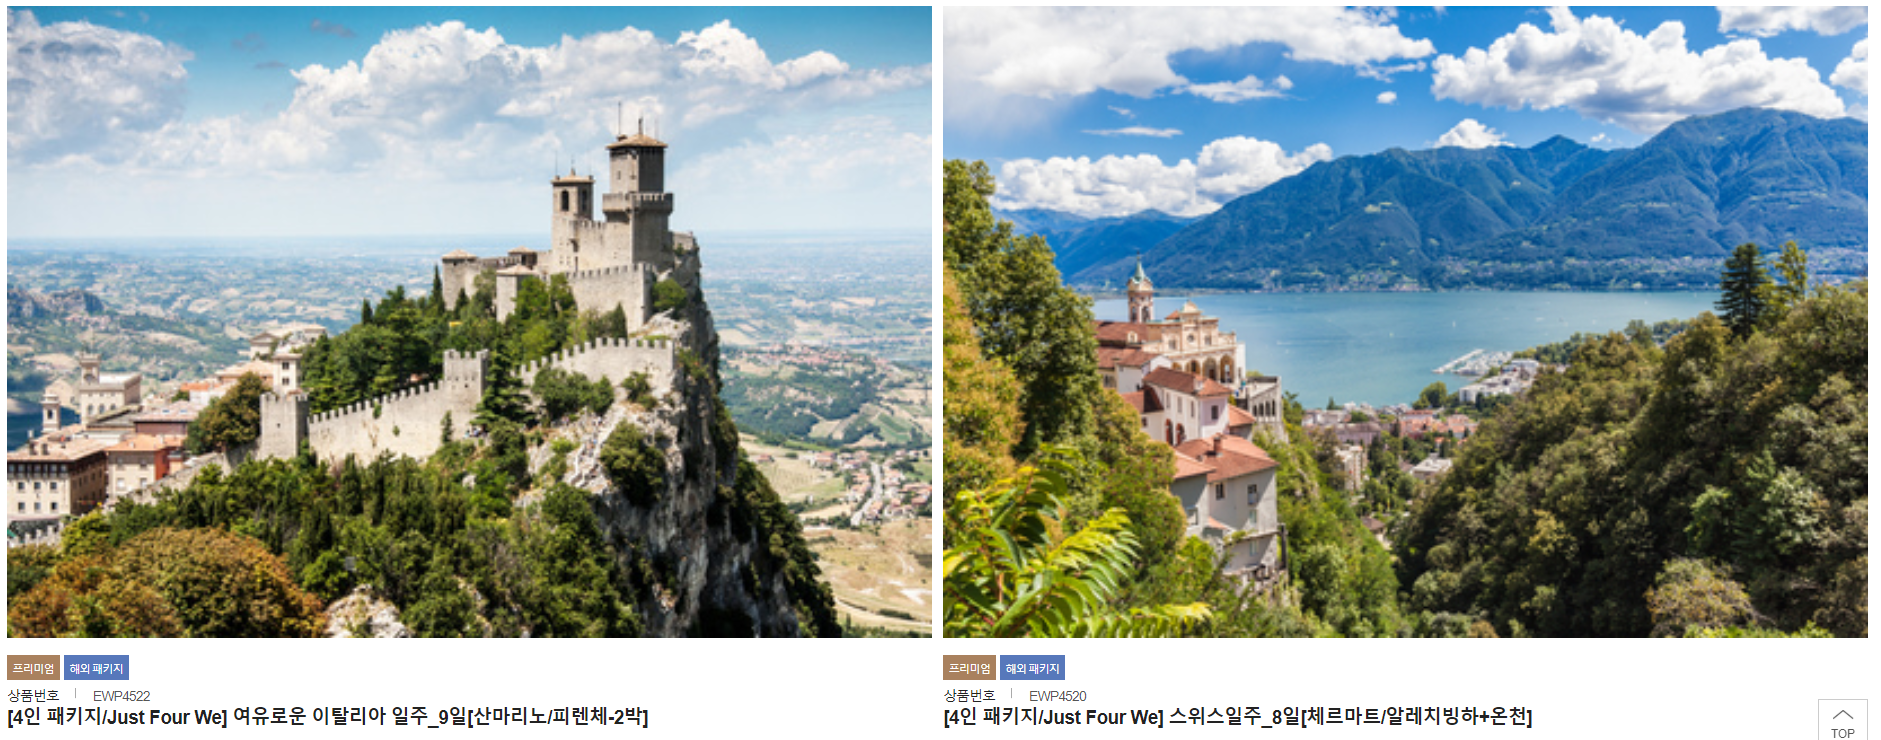 프리미엄 해외 패키지
상품번호 EWP4522
[4인 패키지/Just Four We] 여유로운 이탈리아 일주_9일[산마리노/피렌체-2박]
프리미엄 해외 패키지
상품번호 EWP4520
[4인 패키지/Just Four We] 스위스일주_8일[체르마트/알레치빙하+온천]
TOP